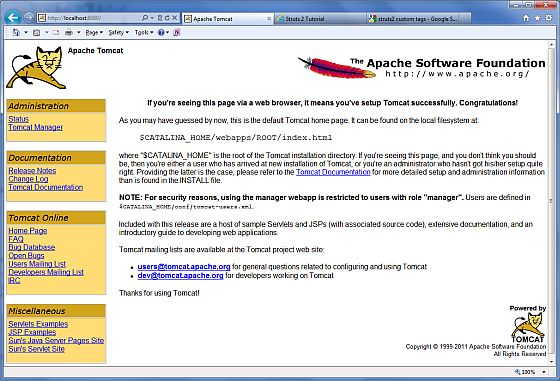 http://localhost:8080/
Apache Tomcat
Struts 2 Tutorial
struts2 custom tags - Google S...
Page
Safety
Tools
Apache Tomcat
The Apache Software Foundation
http://www.apache.org/
Administration
Status
Tomcat Manager
Documentation
Release Notes
Change Log
Tomcat Documentation
Tomcat Online
Home Page
FAQ
Bug Database
Open Bugs
Users Mailing List
Developers Mailing List
IRC
Miscellaneous
Servlets Examples
JSP Examples
Sun's Java Server Pages Site
Sun's Servlet Site
If you're seeing this page via a web browser, it means you've setup Tomcat successfully. Congratulations!
As you may have guessed by now, this is the default Tomcat home page. It can be found on the local filesystem at:
$CATALINA_HOME/webapps/ROOT/index.html
where "$CATALINA_HOME" is the root of the Tomcat installation directory. If you're seeing this page, and you don't think you should
be, then you're either a user who has arrived at new installation of Tomcat, or you're an administrator who hasn't got his/her setup quite
right. Providing the latter is the case, please refer to the Tomcat Documentation for more detailed setup and administration information
than is found in the INSTALL file.
NOTE: For security reasons, using the manager webapp is restricted to users with role "manager". Users are defined in
$CATALINA_HOME/conf/tomcat-users.xml.
Included with this release are a host of sample Servlets and JSPs (with associated source code), extensive documentation, and an
introductory guide to developing web applications.
Tomcat mailing lists are available at the Tomcat project web site:
users@tomcat.apache.org for general questions related to configuring and using Tomcat
dev@tomcat.apache.org for developers working on Tomcat
Thanks for using Tomcat!
Powered by
TOMCAT
Copyright © 1999-2011 Apache Software Foundation
All Rights Reserved
100%